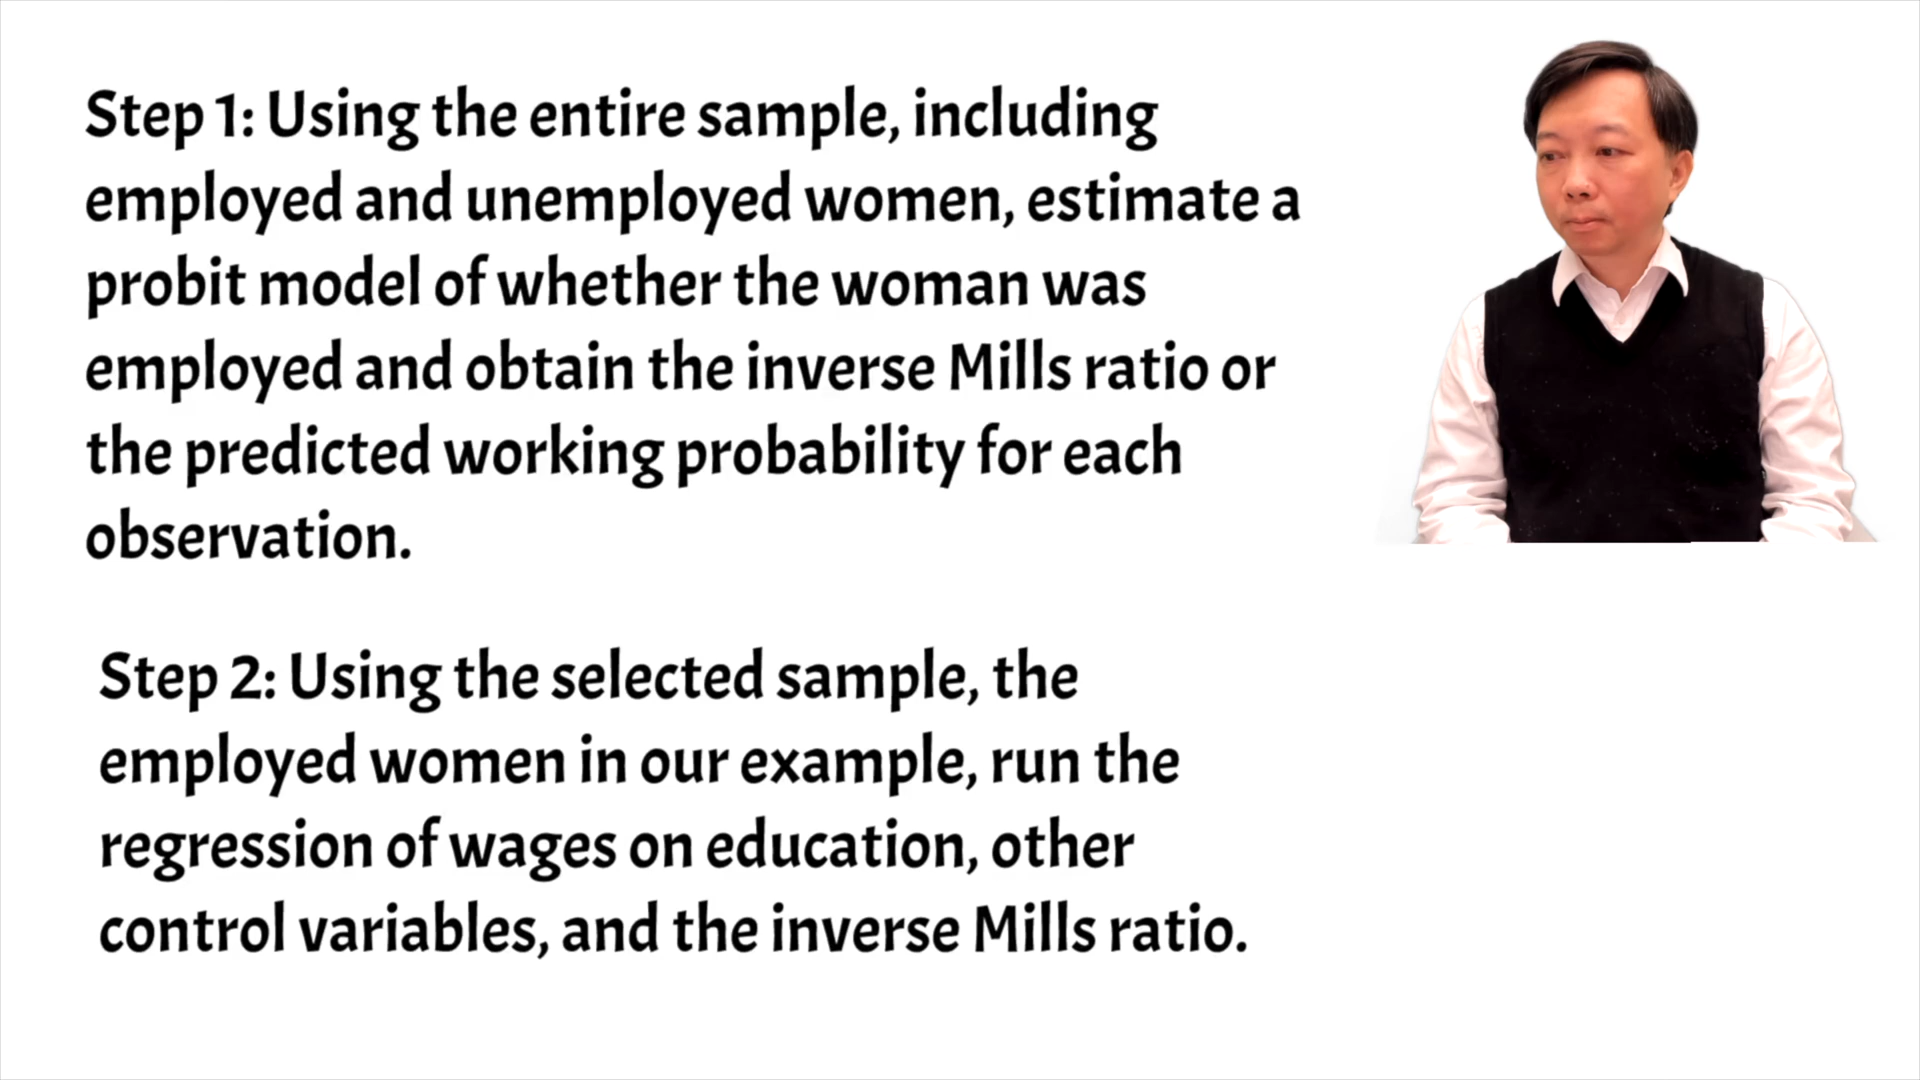 Step 1: Using the entire sample, including
employed and unemployed women, estimate a
probit model of whether the woman was
employed and obtain the inverse Mills ratio or
the predicted working probability for each
observation.
Step 2: Using the selected sample, the
employed women in our example, run the
regression of wages on education, other
control variables, and the inverse Mills ratio.